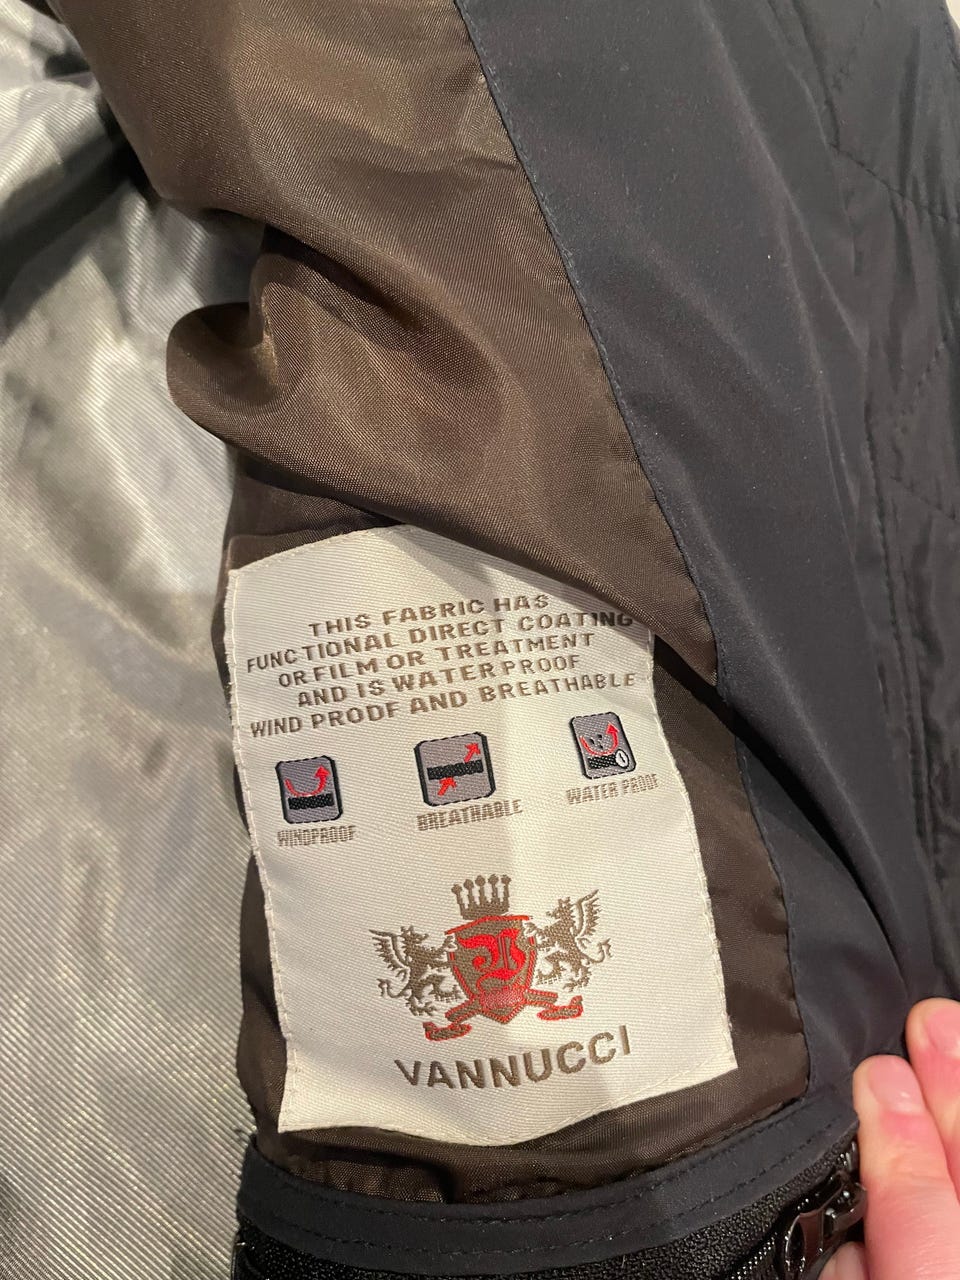 THIS FABRIC HAS
FUNCTIONAL DIRECT COATING
OR FILM OR TREATMENT
AND IS WATER PROOF
WIND PROOF AND BREATHABLE
WINDPROOF
BREATHABLE
WATER PROOF
VANNUCCI